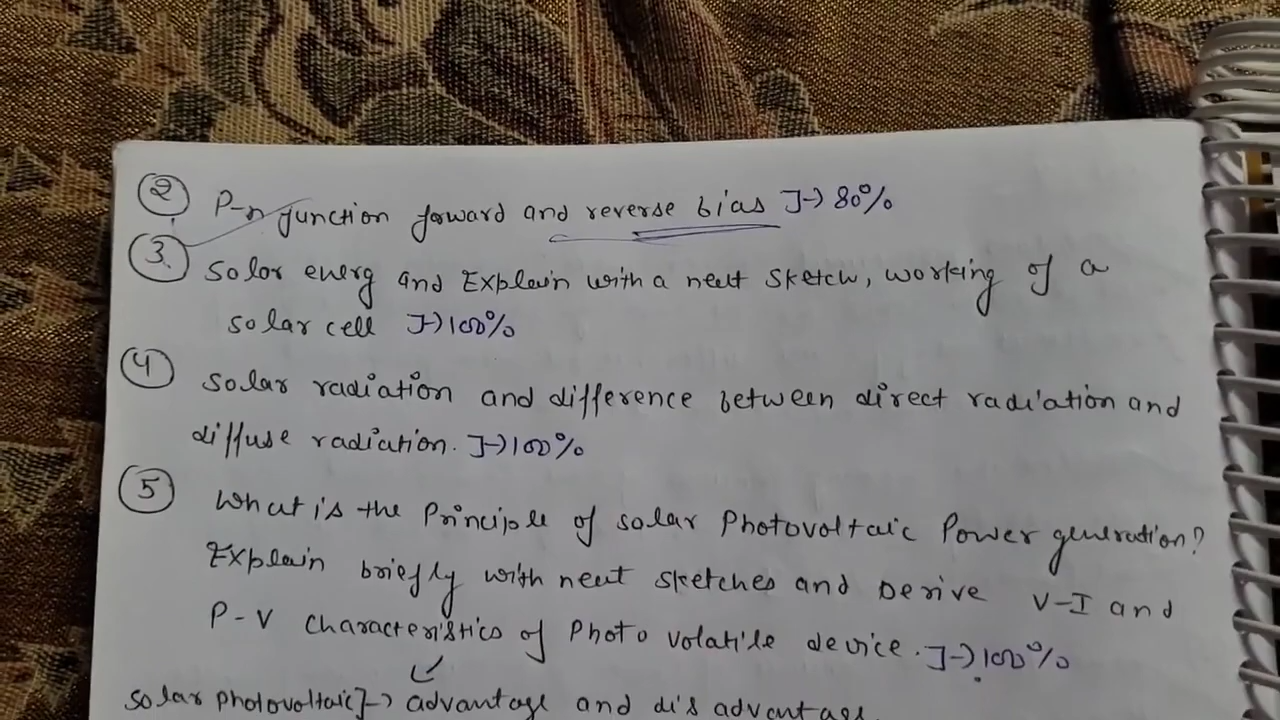 ② P-n junction forward and reverse bias ]→ 80%
③ Solar energ and Explain with a neat sketch, working of a
solar cell ]→ 100%
④ solar radiation and difference between direct radiation and
diffuse radiation. ]→ 100%
⑤ What is the Principle of solar Photovoltaic Power generation?
Explain briefly with neat sketches and Derive V-I and
P-V characteristics of Photo volatile device. ]→ 100%
solar photovoltaic]→ advantage and dis advantage.